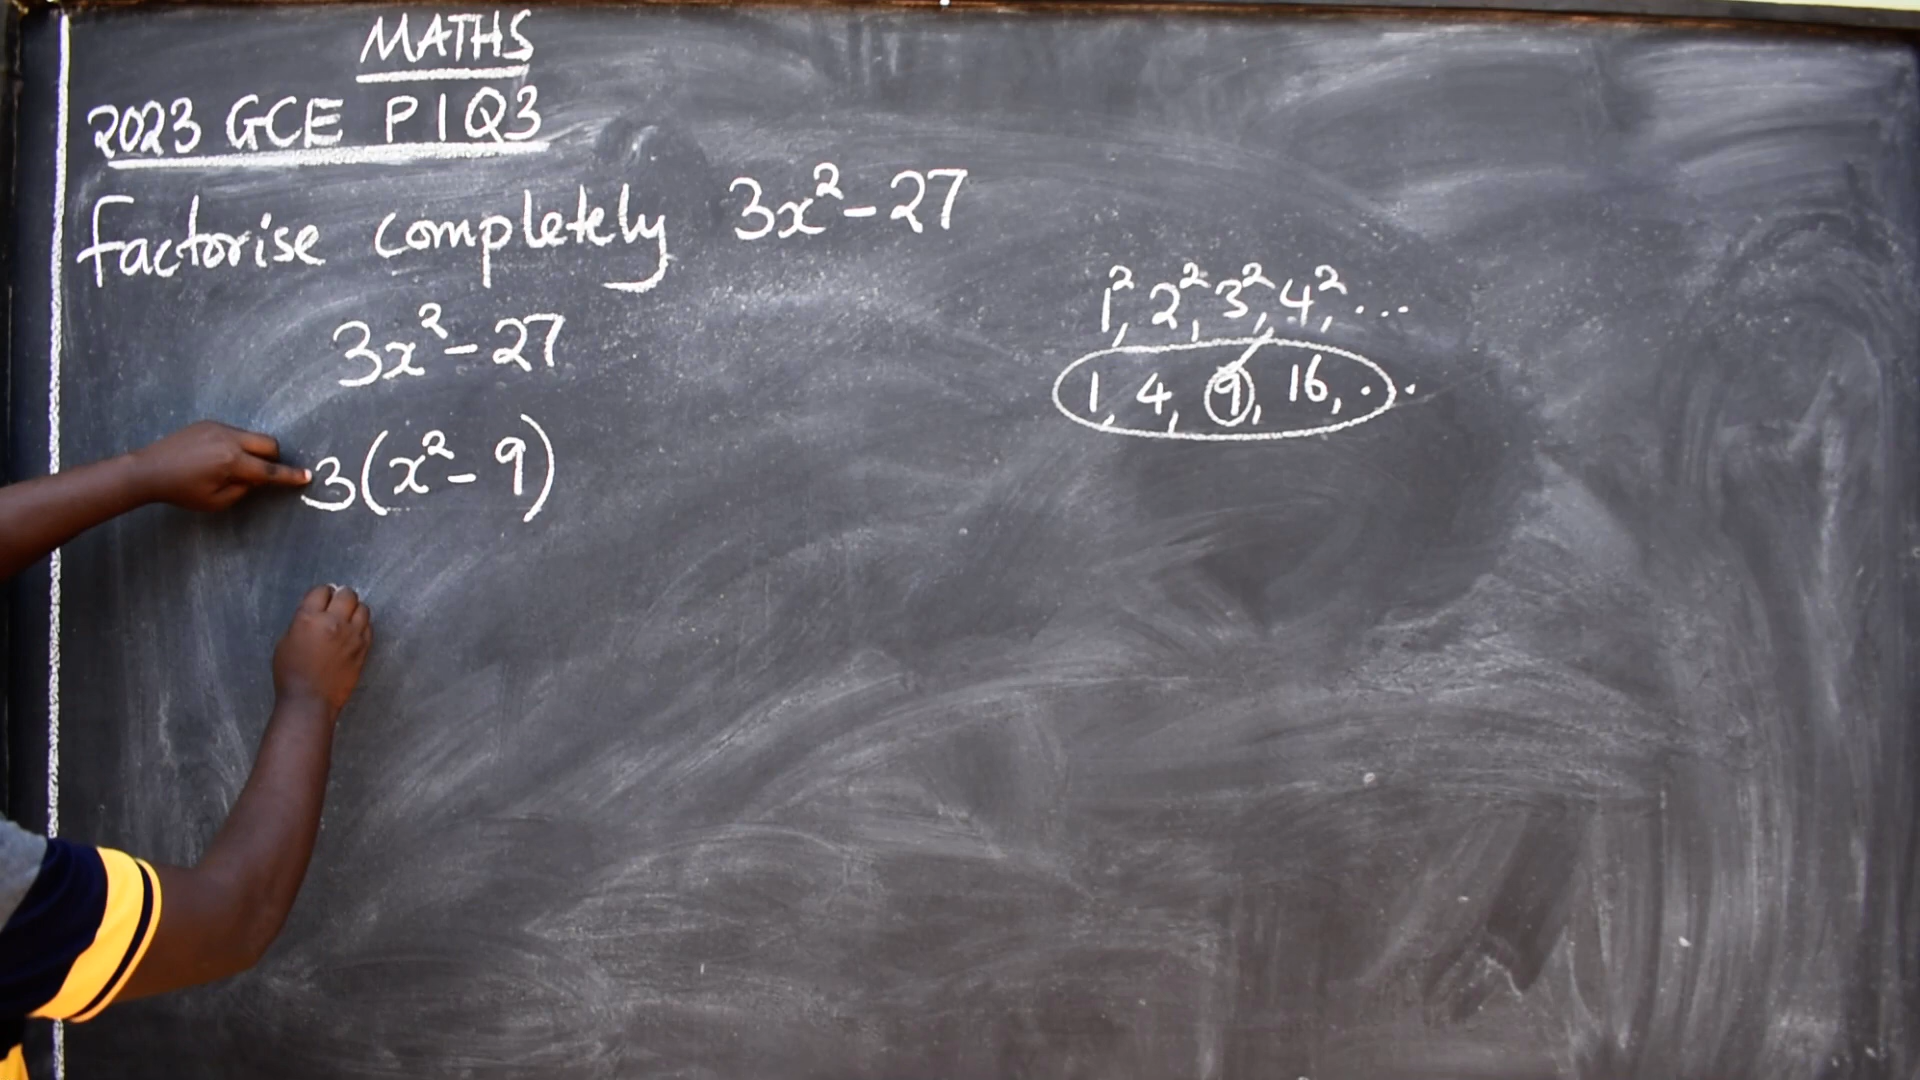 MATHS
2023 GCE P1Q3
Factorise completely 3x²-27
3x²-27
3(x²-9)
1², 2², 3², 4², ...
1, 4, 9, 16, ...